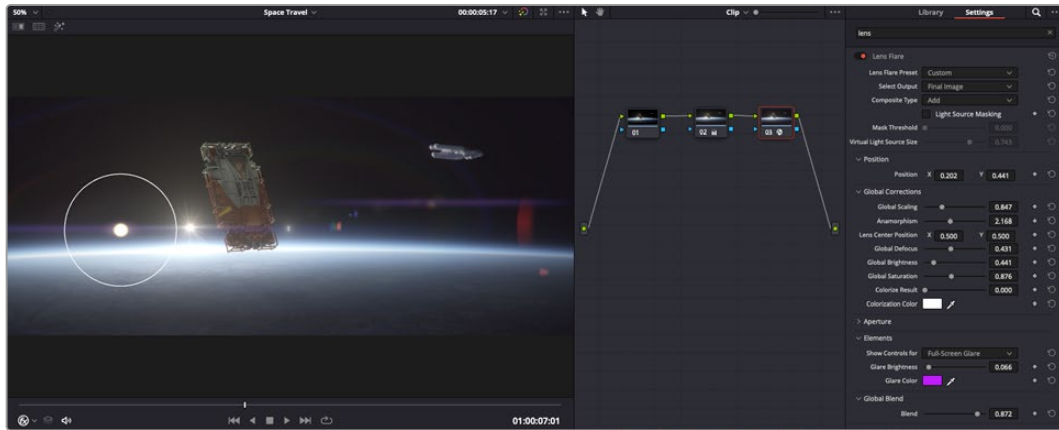 50%
Space Travel
00:00:05:17
Clip
Library Settings
lens
Lens Flare
Lens Flare Preset Custom
Select Output Final Image
Composite Type Add
Light Source Masking
Mask Threshold 0.000
Virtual Light Source Size 0.743
Position
Position X 0.202 Y 0.441
Global Corrections
Global Scaling 0.847
Anamorphism 2.168
Lens Center Position X 0.500 Y 0.500
Global Defocus 0.431
Global Brightness 0.441
Global Saturation 0.876
Colorize Result 0.000
Colorization Color
Aperture
Elements
Show Controls for Full-Screen Glare
Glare Brightness 0.066
Glare Color
Global Blend
Blend 0.872
01
02
03
01:00:07:01